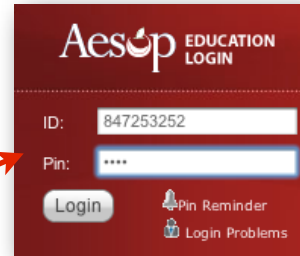 Aesop EDUCATION
LOGIN
ID: 847253252
Pin: ••••
Login
Pin Reminder
Login Problems